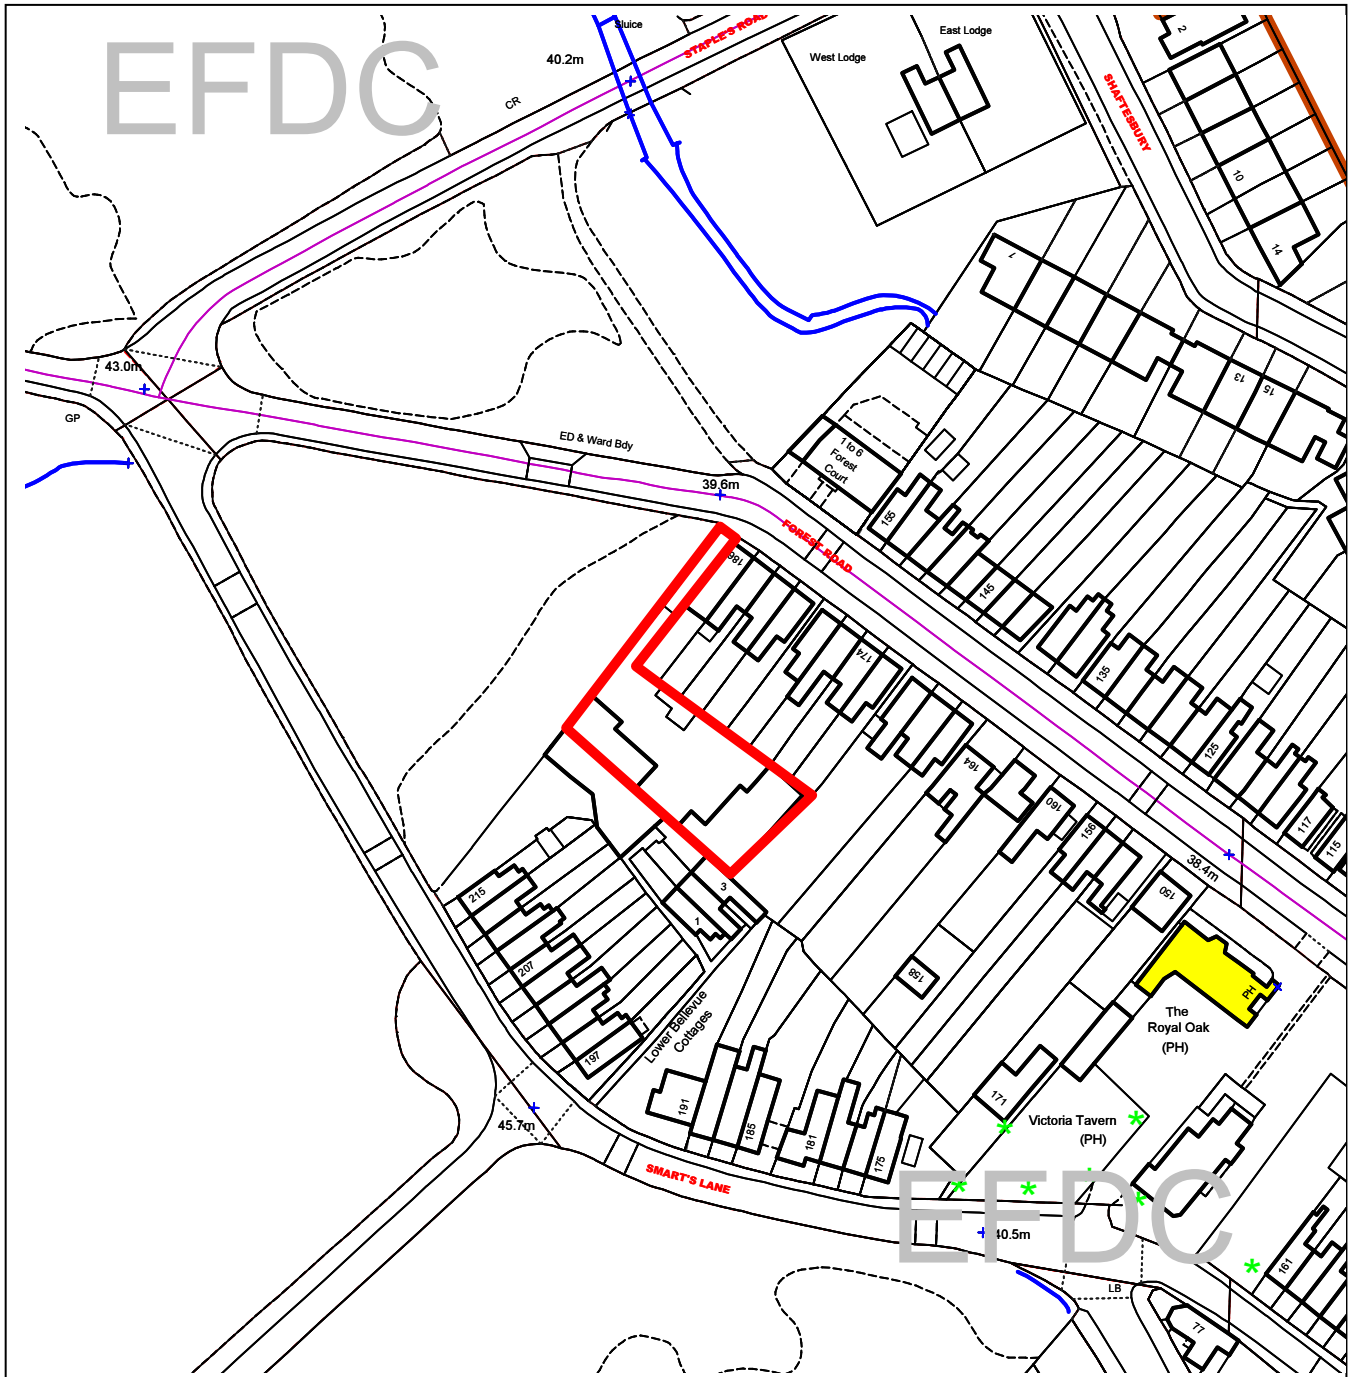 EFDC
Sluice
STAPLE'S ROAD
East Lodge
West Lodge
40.2m
CR
SHAFTESBURY
2
10
14
1
13
15
43.0m
GP
ED & Ward Bdy
39.6m
1 to 6
Forest
Court
FOREST ROAD
155
145
135
125
117
115
186
174
164
160
156
150
38.4m
158
PH
The
Royal Oak
(PH)
215
207
197
3
1
Lower Bellevue
Cottages
191
185
181
175
171
Victoria Tavern
(PH)
45.7m
SMART'S LANE
EFDC
40.5m
LB
161
77